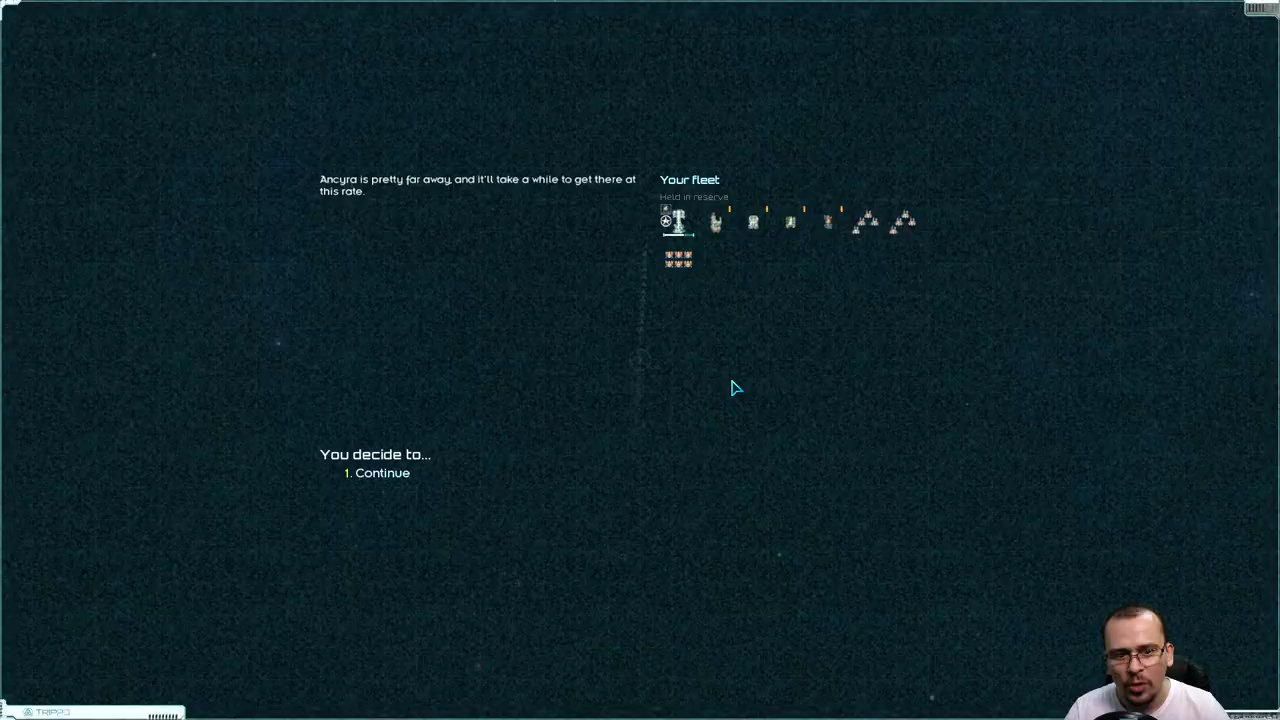 Ancyra is pretty far away, and it'll take a while to get there at
this rate.
Your fleet
Held in reserve
You decide to...
1. Continue